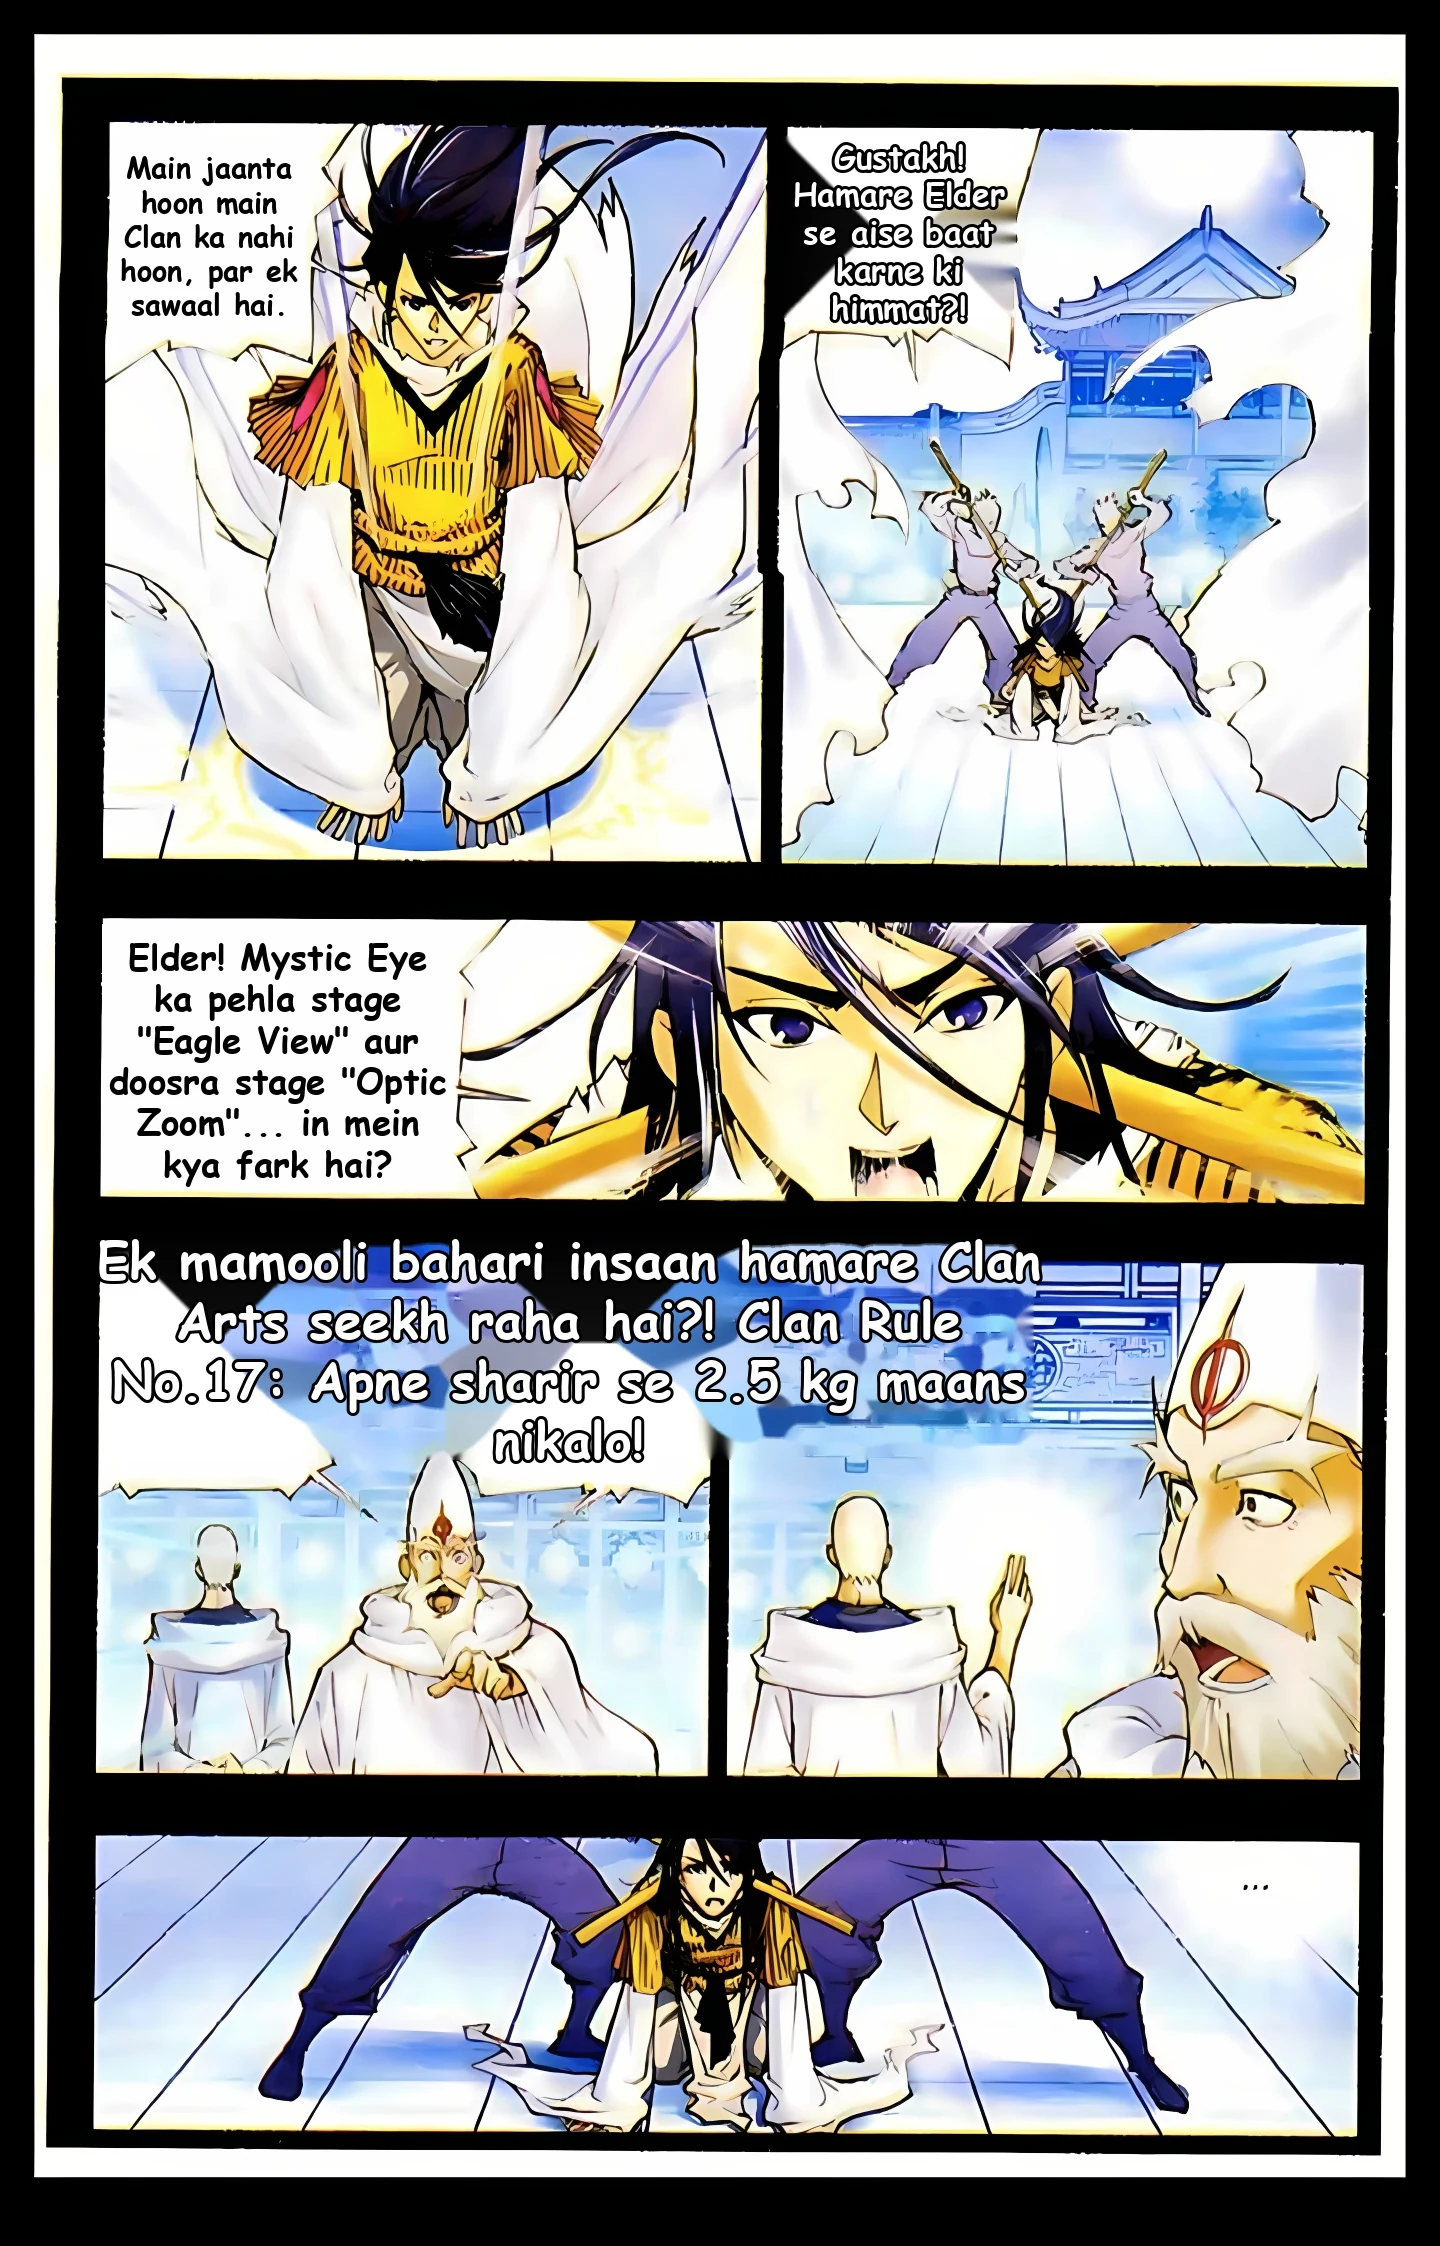 Main jaanta
hoon main
Clan ka nahi
hoon, par ek
sawaal hai.
Gustakh!
Hamare Elder
se aise baat
karne ki
himmat?!
Elder! Mystic Eye
ka pehla stage
"Eagle View" aur
doosra stage "Optic
Zoom"... in mein
kya fark hai?
Ek mamooli bahari insaan hamare Clan
Arts seekh raha hai?! Clan Rule
No.17: Apne sharir se 2.5 kg maans
nikalo!
...